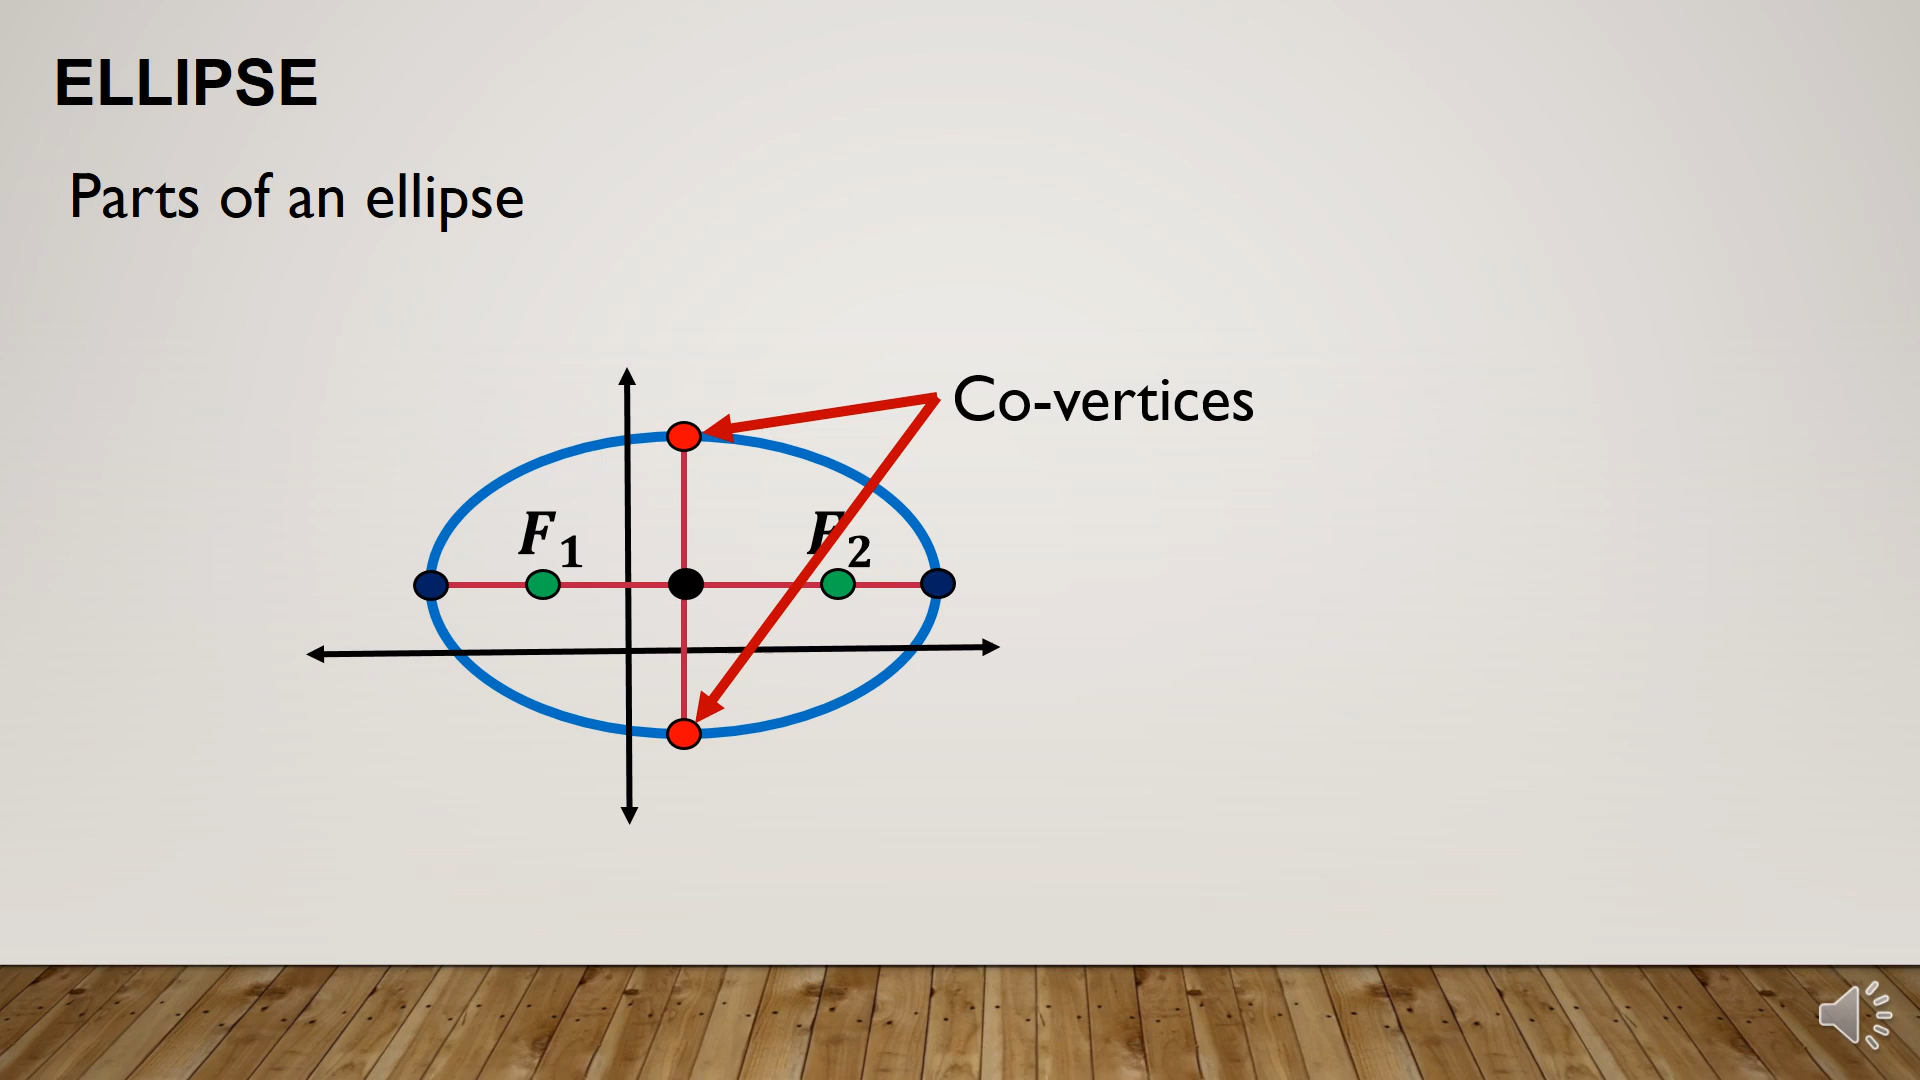 ELLIPSE
Parts of an ellipse
Co-vertices
F₁ F₂